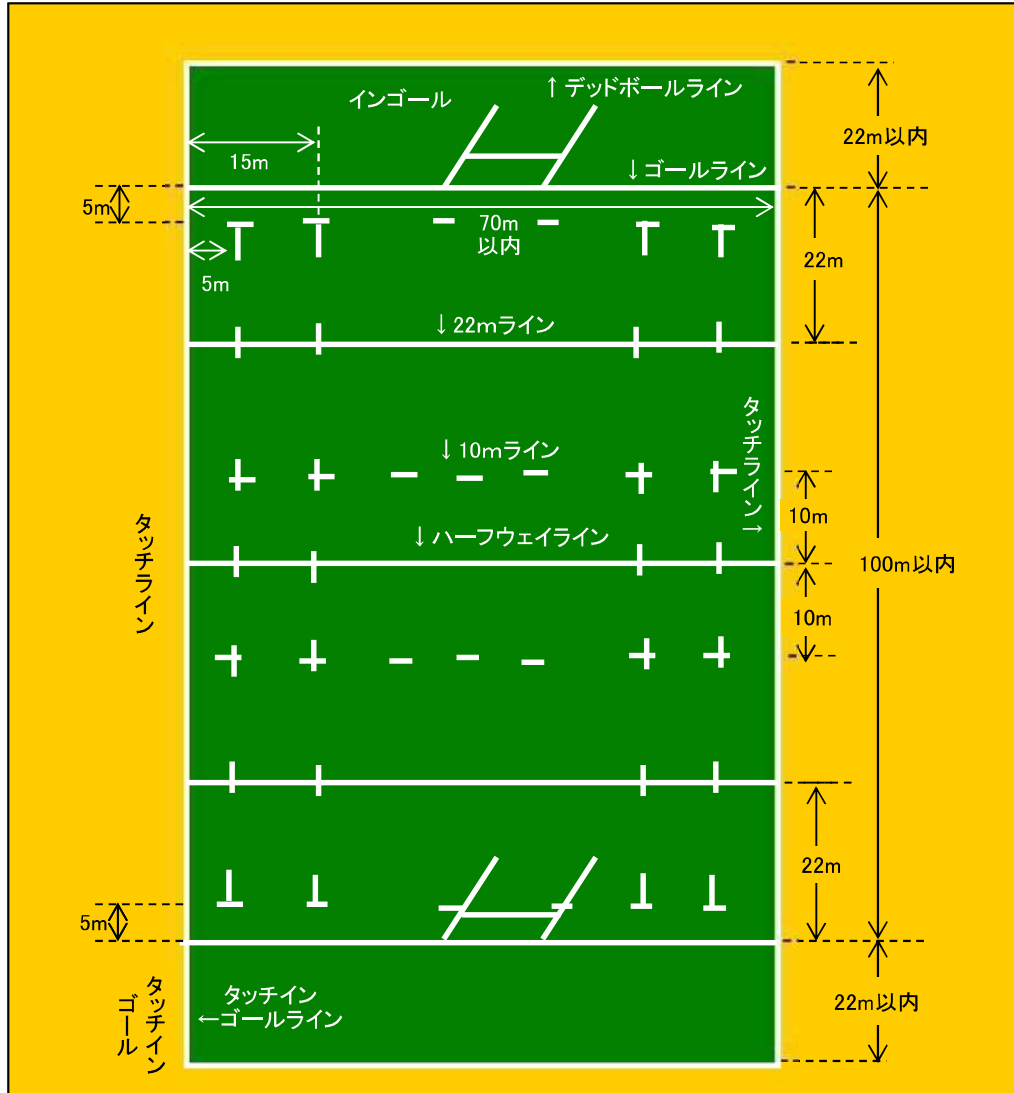 ↑デッドボールライン
インゴール
22m以内
15m
↓ゴールライン
5m
70m
以内
22m
5m
↓22mライン
タッチライン→
↓10mライン
10m
タッチライン
↓ハーフウェイライン
100m以内
10m
22m
5m
タッチイン
←ゴールライン
22m以内
タッチイン
ゴール